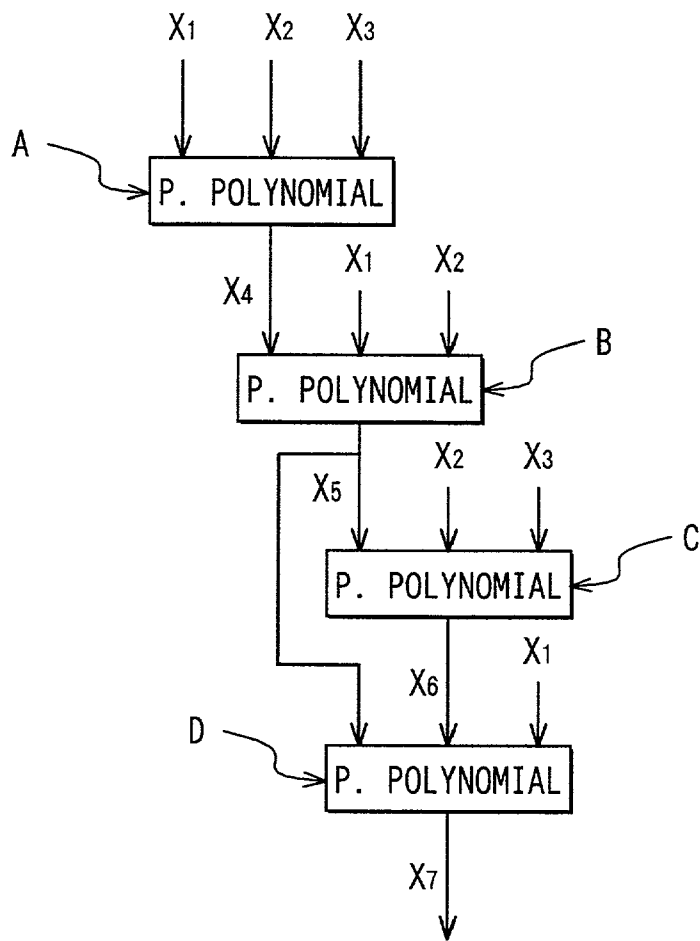 X1 X2 X3
A
P. POLYNOMIAL
X4 X1 X2
B
P. POLYNOMIAL
X5 X2 X3
C
P. POLYNOMIAL
X6 X1
D
P. POLYNOMIAL
X7